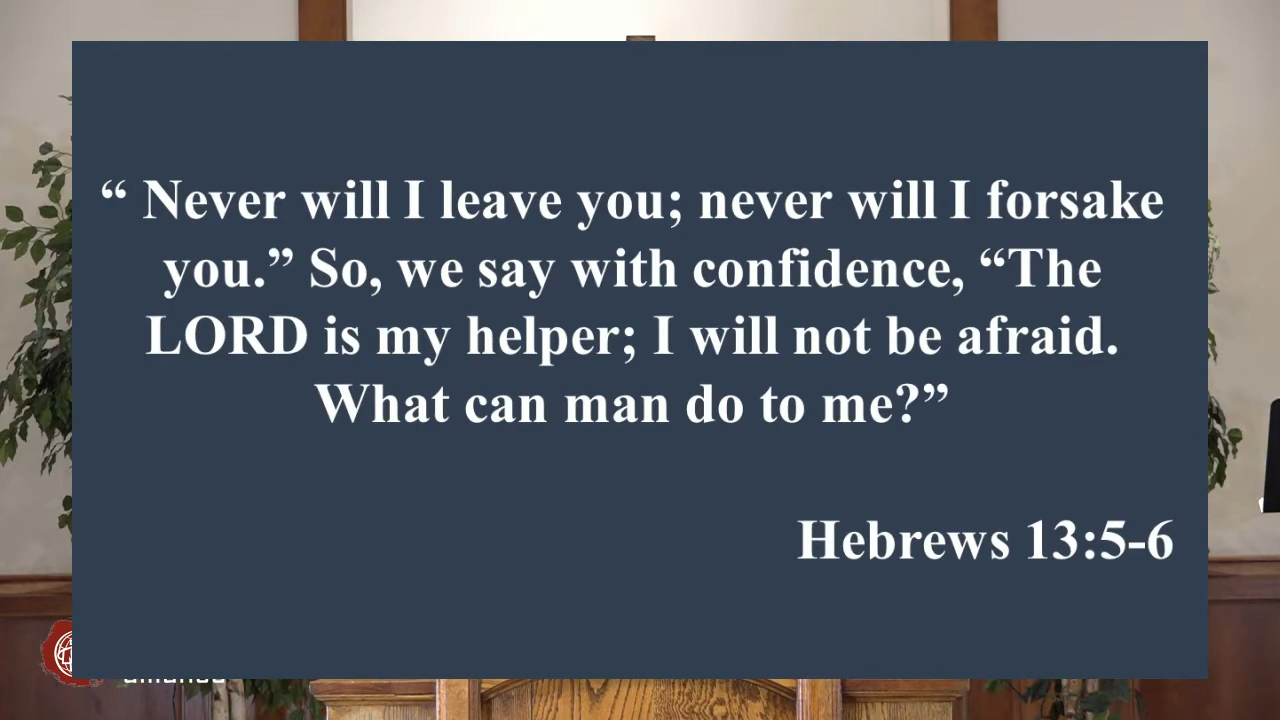 “ Never will I leave you; never will I forsake
you.” So, we say with confidence, “The
LORD is my helper; I will not be afraid.
What can man do to me?”
Hebrews 13:5-6